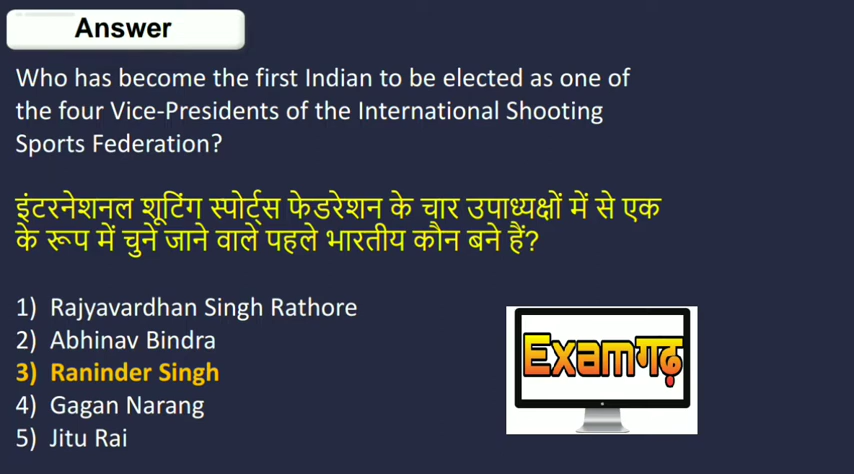 Answer
Who has become the first Indian to be elected as one of
the four Vice-Presidents of the International Shooting
Sports Federation?
इंटरनेशनल शूटिंग स्पोर्ट्स फेडरेशन के चार उपाध्यक्षों में से एक
के रूप में चुने जाने वाले पहले भारतीय कौन बने हैं?
1) Rajyavardhan Singh Rathore
2) Abhinav Bindra
3) Raninder Singh
4) Gagan Narang
5) Jitu Rai
Examगढ़